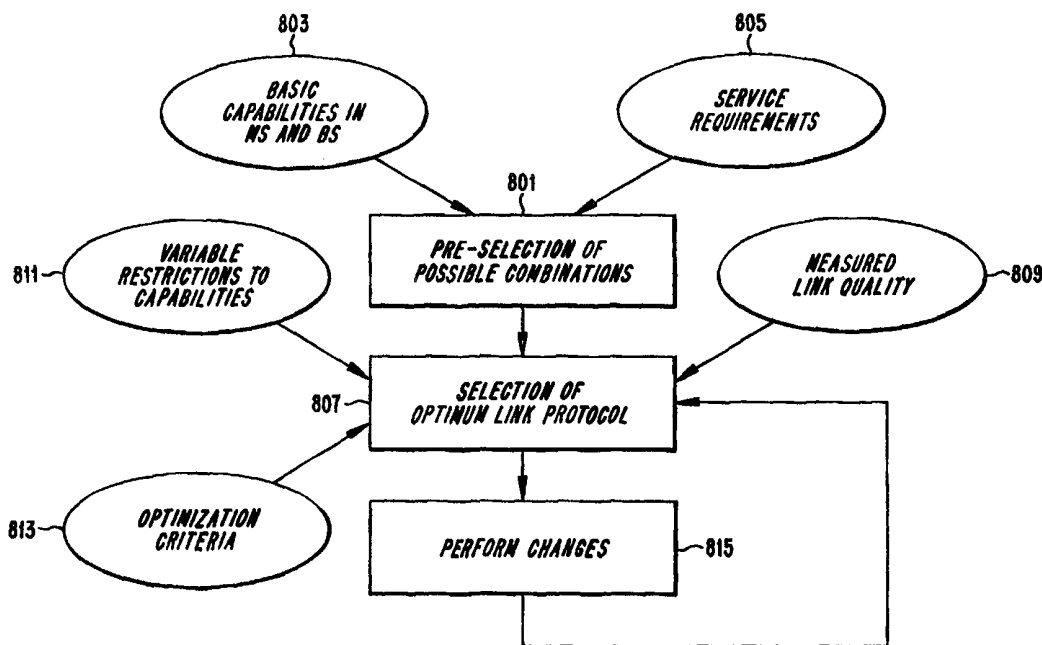 803
805
BASIC
CAPABILITIES IN
MS AND BS
SERVICE
REQUIREMENTS
801
PRE-SELECTION OF
POSSIBLE COMBINATIONS
811
VARIABLE
RESTRICTIONS TO
CAPABILITIES
MEASURED
LINK QUALITY
809
807
SELECTION OF
OPTIMUM LINK PROTOCOL
813
OPTIMIZATION
CRITERIA
PERFORM CHANGES
815